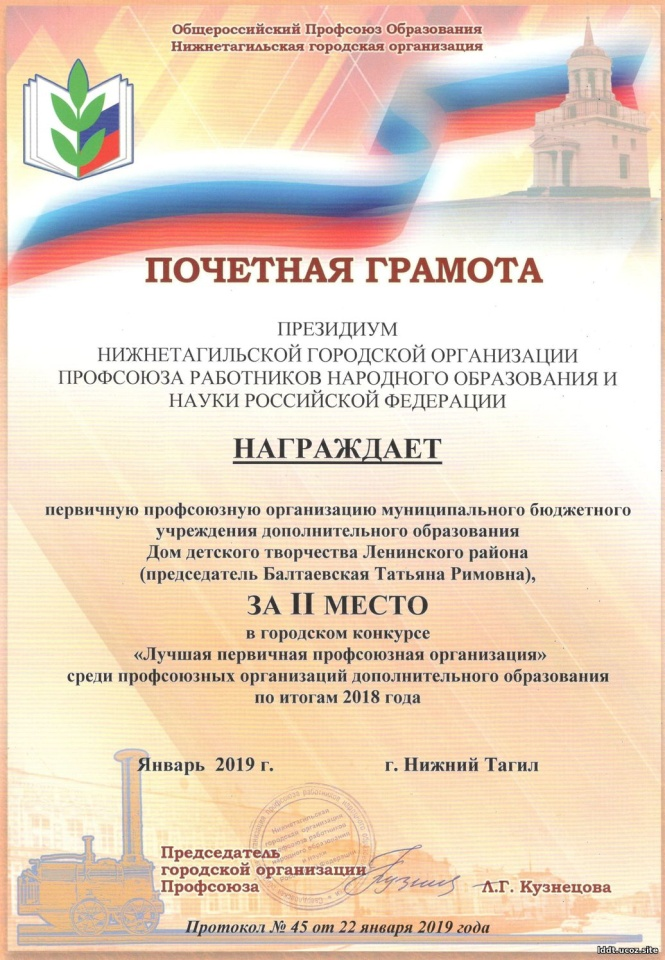 Общероссийский Профсоюз Образования
Нижнетагильская городская организация
ПОЧЕТНАЯ ГРАМОТА
ПРЕЗИДИУМ
НИЖНЕТАГИЛЬСКОЙ ГОРОДСКОЙ ОРГАНИЗАЦИИ
ПРОФСОЮЗА РАБОТНИКОВ НАРОДНОГО ОБРАЗОВАНИЯ И
НАУКИ РОССИЙСКОЙ ФЕДЕРАЦИИ
НАГРАЖДАЕТ
первичную профсоюзную организацию муниципального бюджетного
учреждения дополнительного образования
Дом детского творчества Ленинского района
(председатель Балтаевская Татьяна Римовна),
ЗА II МЕСТО
в городском конкурсе
«Лучшая первичная профсоюзная организация»
среди профсоюзных организаций дополнительного образования
по итогам 2018 года
Январь 2019 г. г. Нижний Тагил
Нижнетагильская
городская организация
Председатель
городской организации
Профсоюза Л.Г. Кузнецова
Протокол № 45 от 22 января 2019 года
lddt.ucoz.site